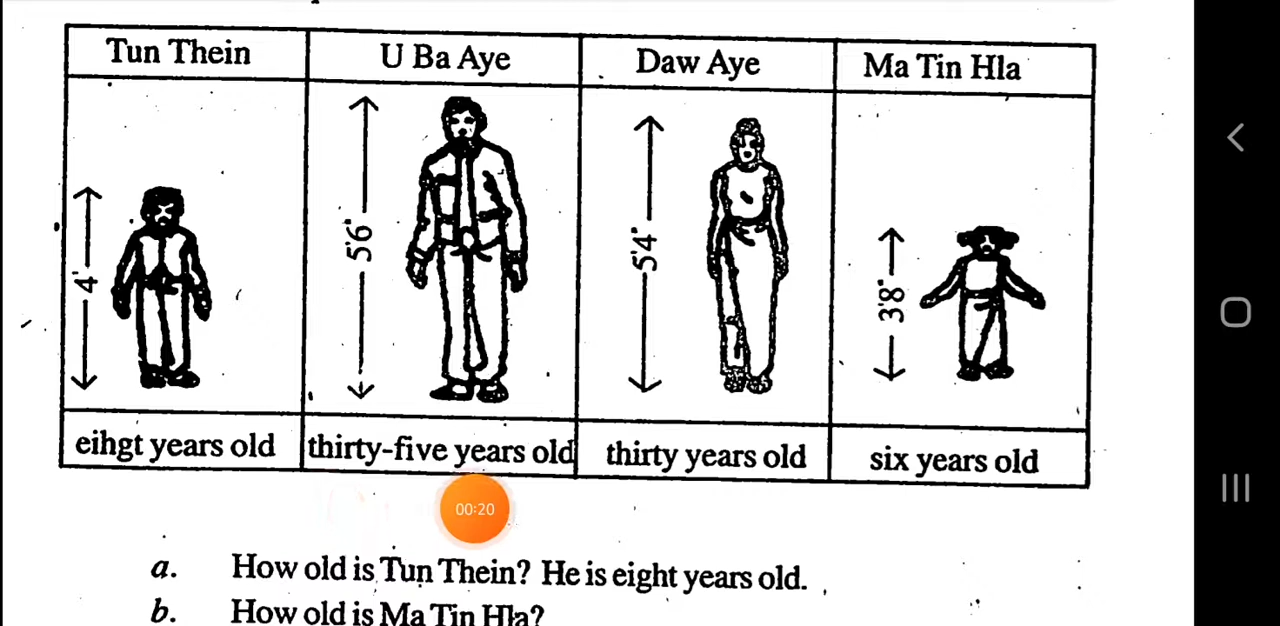 Tun Thein
U Ba Aye
Daw Aye
Ma Tin Hla
4'
5'6"
5'4"
3'8"
eihgt years old
thirty-five years old
thirty years old
six years old
00:20
a. How old is Tun Thein? He is eight years old.
b. How old is Ma Tin Hla?